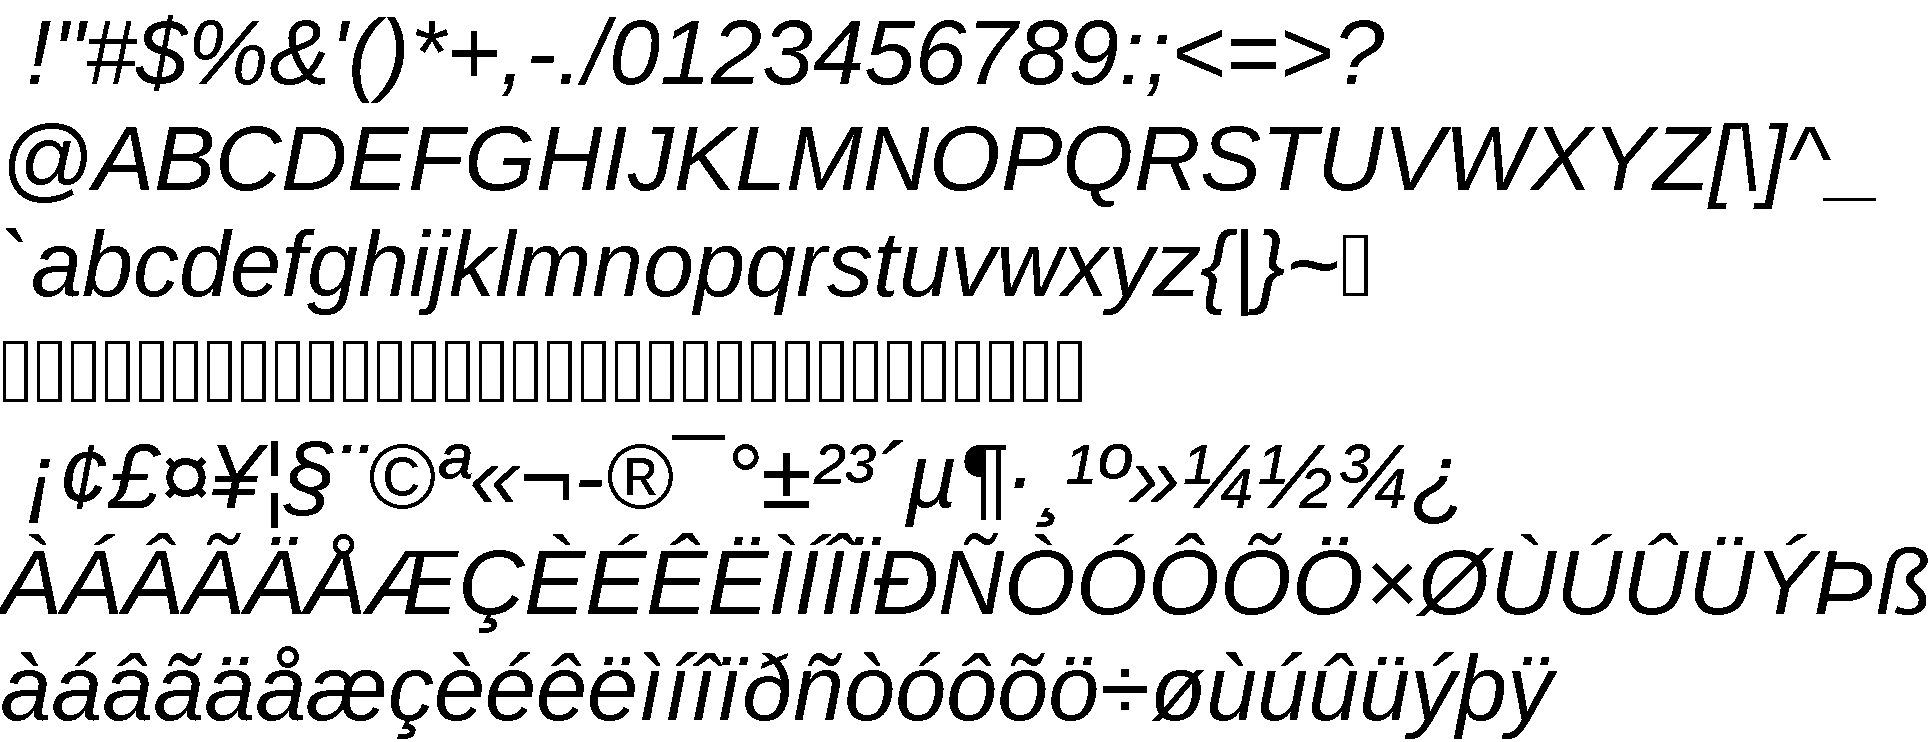 !"#$%&'()*+,-./0123456789:;<=>?
@ABCDEFGHIJKLMNOPQRSTUVWXYZ[\]^_
`abcdefghijklmnopqrstuvwxyz{|}~
¡¢£¤¥¦§¨©ª«¬-®¯°±²³´µ¶·¸¹º»¼½¾¿
ÀÁÂÃÄÅÆÇÈÉÊËÌÍÎÏÐÑÒÓÔÕÖ×ØÙÚÛÜÝÞß
àáâãäåæçèéêëìíîïðñòóôõö÷øùúûüýþÿ